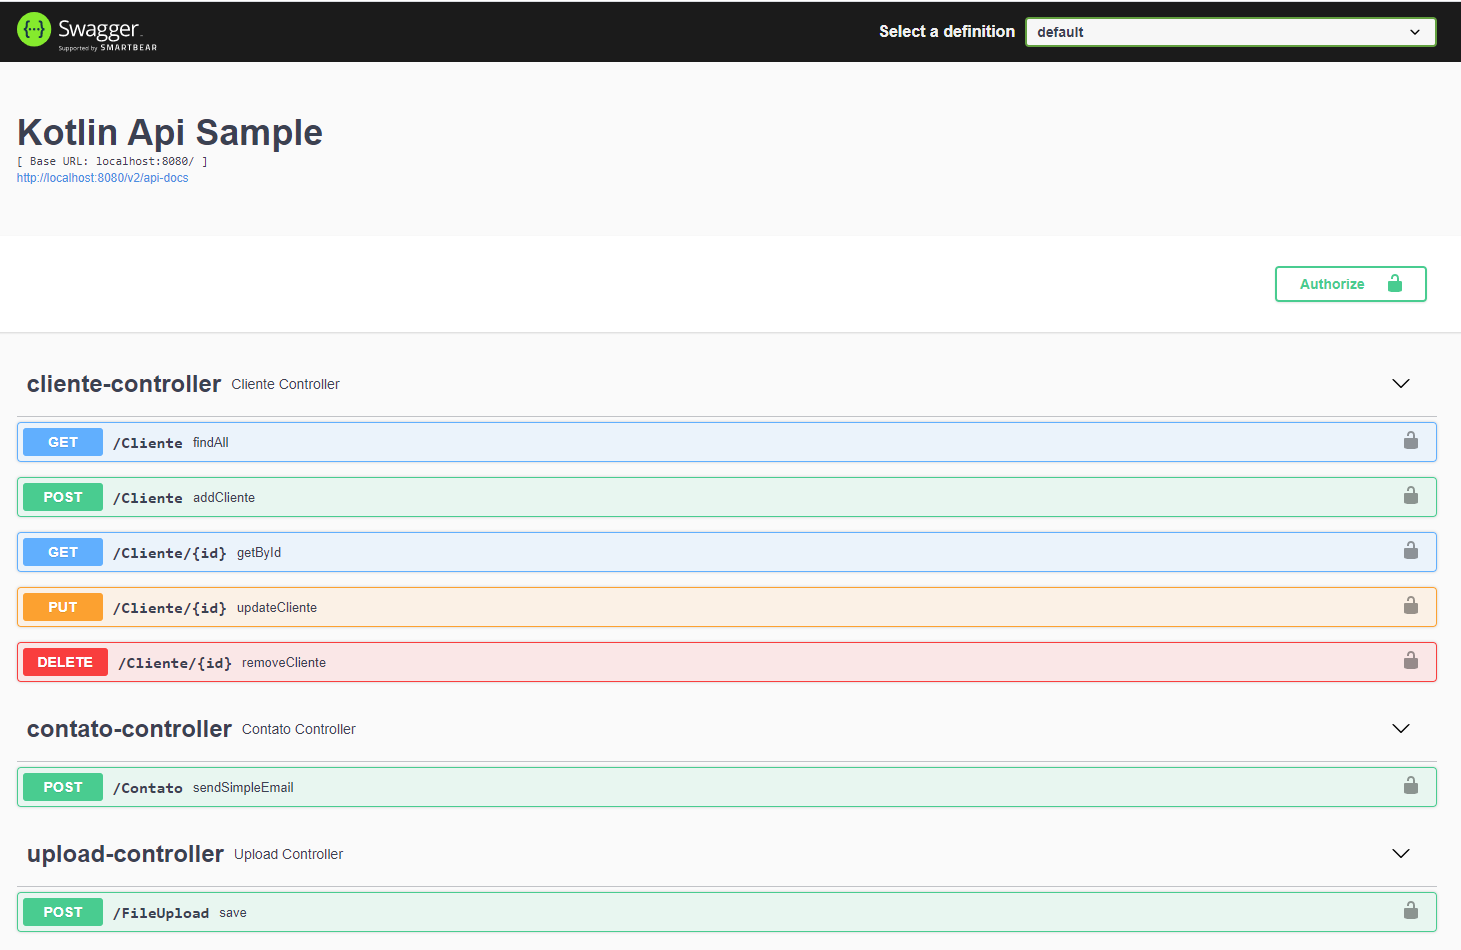 Swagger
Supported by SMARTBEAR
Select a definition
default
Kotlin Api Sample
[ Base URL: localhost:8080/ ]
http://localhost:8080/v2/api-docs
Authorize
cliente-controller Cliente Controller
GET /Cliente findAll
POST /Cliente addCliente
GET /Cliente/{id} getById
PUT /Cliente/{id} updateCliente
DELETE /Cliente/{id} removeCliente
contato-controller Contato Controller
POST /Contato sendSimpleEmail
upload-controller Upload Controller
POST /FileUpload save